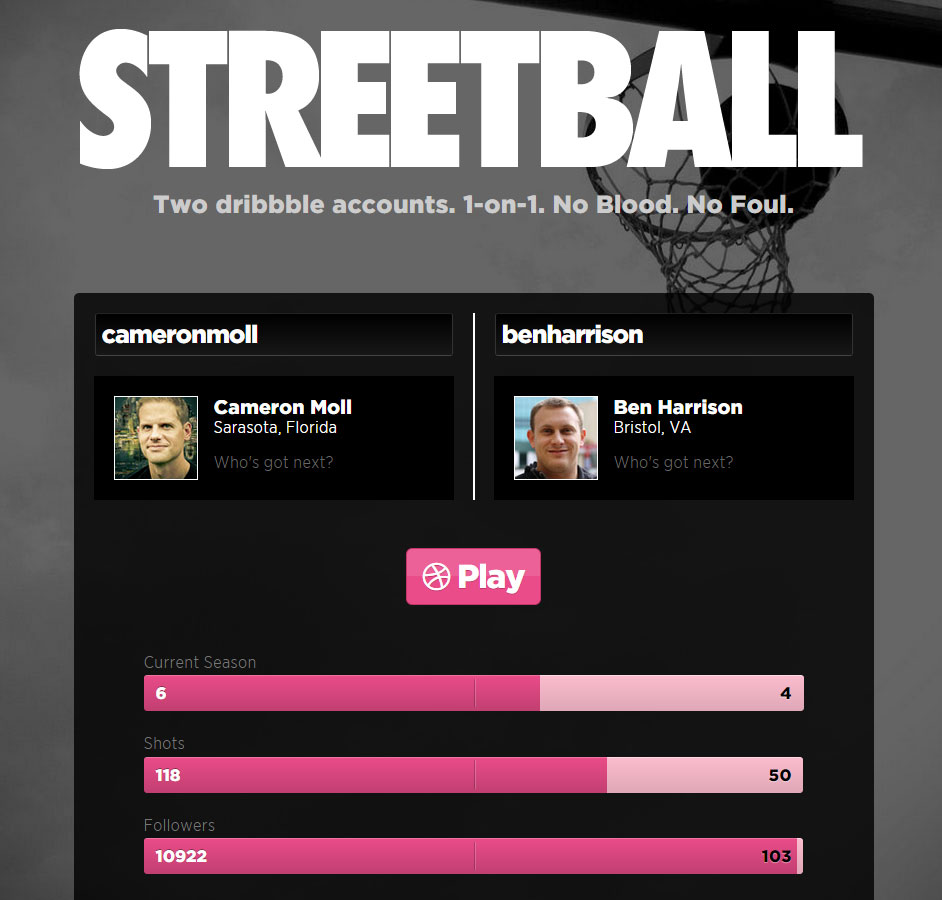 STREETBALL
Two dribbble accounts. 1-on-1. No Blood. No Foul.
cameronmoll
Cameron Moll
Sarasota, Florida
Who's got next?
benharrison
Ben Harrison
Bristol, VA
Who's got next?
Play
Current Season
6 4
Shots
118 50
Followers
10922 103